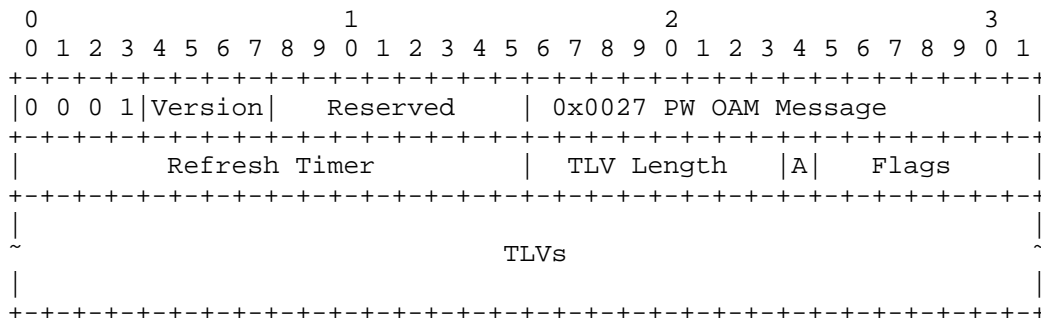 0                   1                   2                   3
 0 1 2 3 4 5 6 7 8 9 0 1 2 3 4 5 6 7 8 9 0 1 2 3 4 5 6 7 8 9 0 1
+-+-+-+-+-+-+-+-+-+-+-+-+-+-+-+-+-+-+-+-+-+-+-+-+-+-+-+-+-+-+-+-+
|0 0 0 1|Version|   Reserved    | 0x0027 PW OAM Message         |
+-+-+-+-+-+-+-+-+-+-+-+-+-+-+-+-+-+-+-+-+-+-+-+-+-+-+-+-+-+-+-+-+
|         Refresh Timer         |  TLV Length   |A|   Flags     |
+-+-+-+-+-+-+-+-+-+-+-+-+-+-+-+-+-+-+-+-+-+-+-+-+-+-+-+-+-+-+-+-+
|                                                               |
~                              TLVs                             ~
|                                                               |
+-+-+-+-+-+-+-+-+-+-+-+-+-+-+-+-+-+-+-+-+-+-+-+-+-+-+-+-+-+-+-+-+